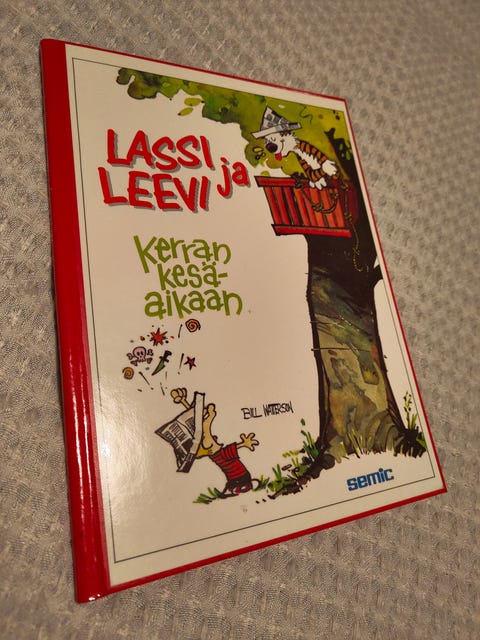 LASSI ja
LEEVI
Kerran
kesä-
aikaan
BILL WATTERSON
semic